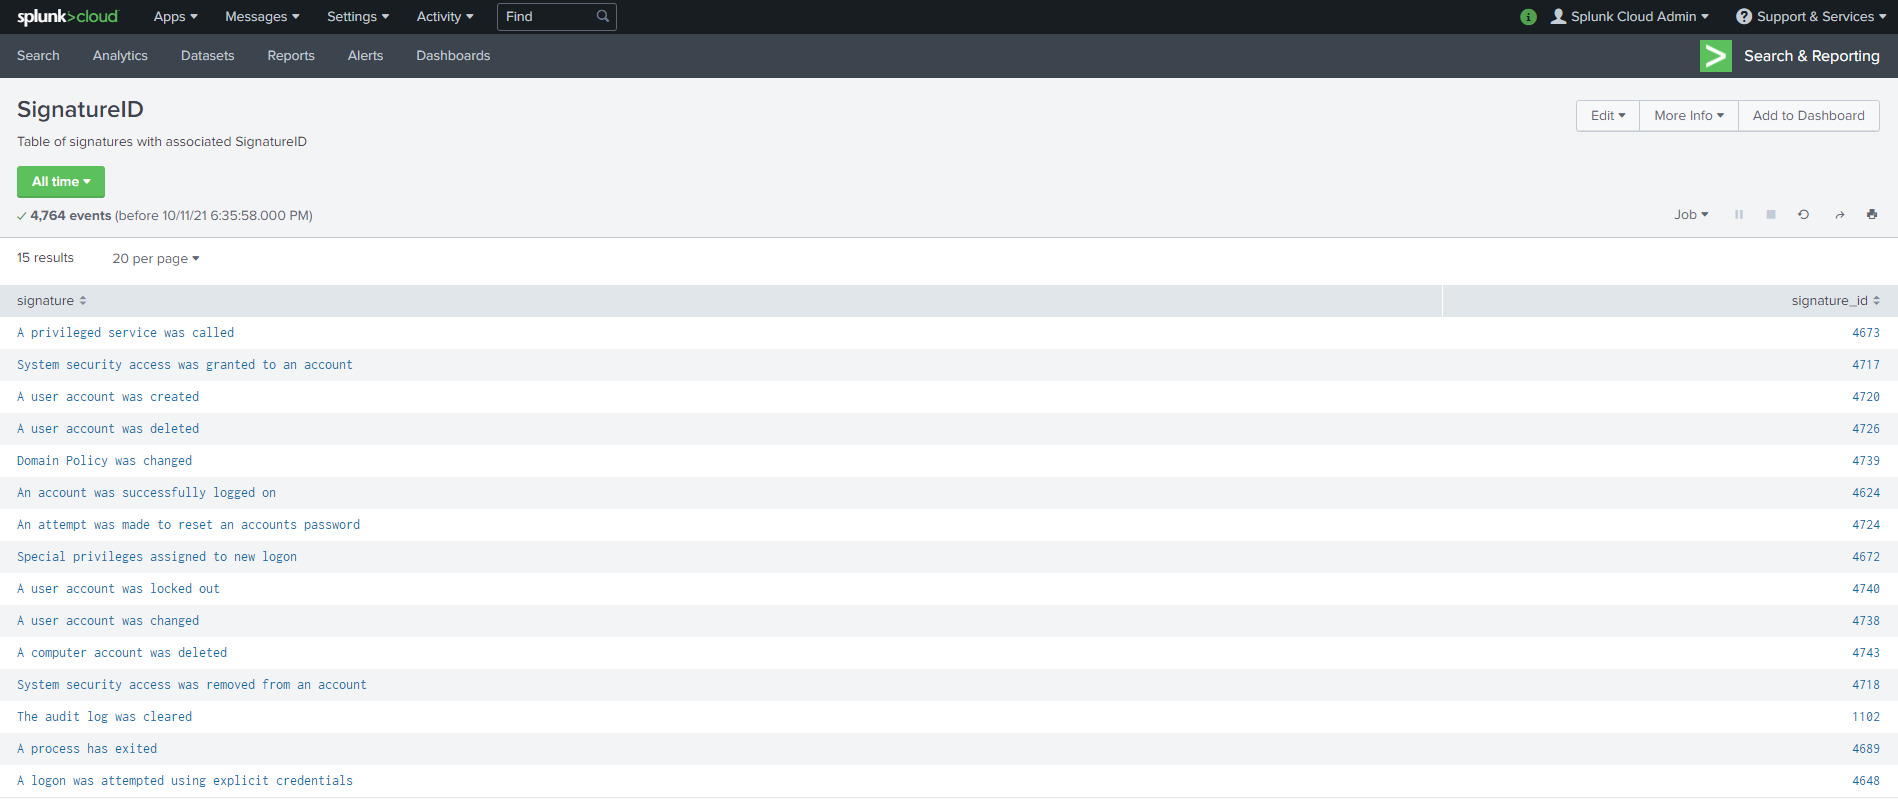 splunk>cloud Apps Messages Settings Activity Find i Splunk Cloud Admin ? Support & Services
Search Analytics Datasets Reports Alerts Dashboards > Search & Reporting
SignatureID
Edit More Info Add to Dashboard
Table of signatures with associated SignatureID
All time
✓ 4,764 events (before 10/11/21 6:35:58.000 PM) Job
15 results 20 per page
signature signature_id
A privileged service was called 4673
System security access was granted to an account 4717
A user account was created 4720
A user account was deleted 4726
Domain Policy was changed 4739
An account was successfully logged on 4624
An attempt was made to reset an accounts password 4724
Special privileges assigned to new logon 4672
A user account was locked out 4740
A user account was changed 4738
A computer account was deleted 4743
System security access was removed from an account 4718
The audit log was cleared 1102
A process has exited 4689
A logon was attempted using explicit credentials 4648